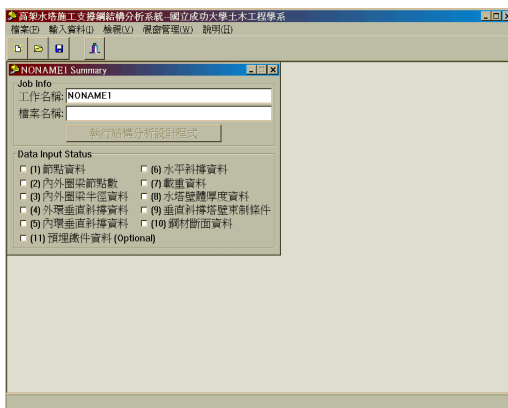 高架水塔施工支撐鋼結構分析系統--國立成功大學土木工程學系
檔案(F) 輸入資料(I) 檢視(V) 視窗管理(W) 說明(H)
NONAME1 Summary
Job Info
工作名稱: NONAME1
檔案名稱:
執行結構分析設計程式
Data Input Status
(1) 節點資料 (6) 水平斜撐資料
(2) 內外圈梁節點數 (7) 載重資料
(3) 內外圈梁半徑資料 (8) 水塔壁體厚度資料
(4) 外環垂直斜撐資料 (9) 垂直斜撐塔壁束制條件
(5) 內環垂直斜撐資料 (10) 鋼材斷面資料
(11) 預埋鐵件資料 (Optional)